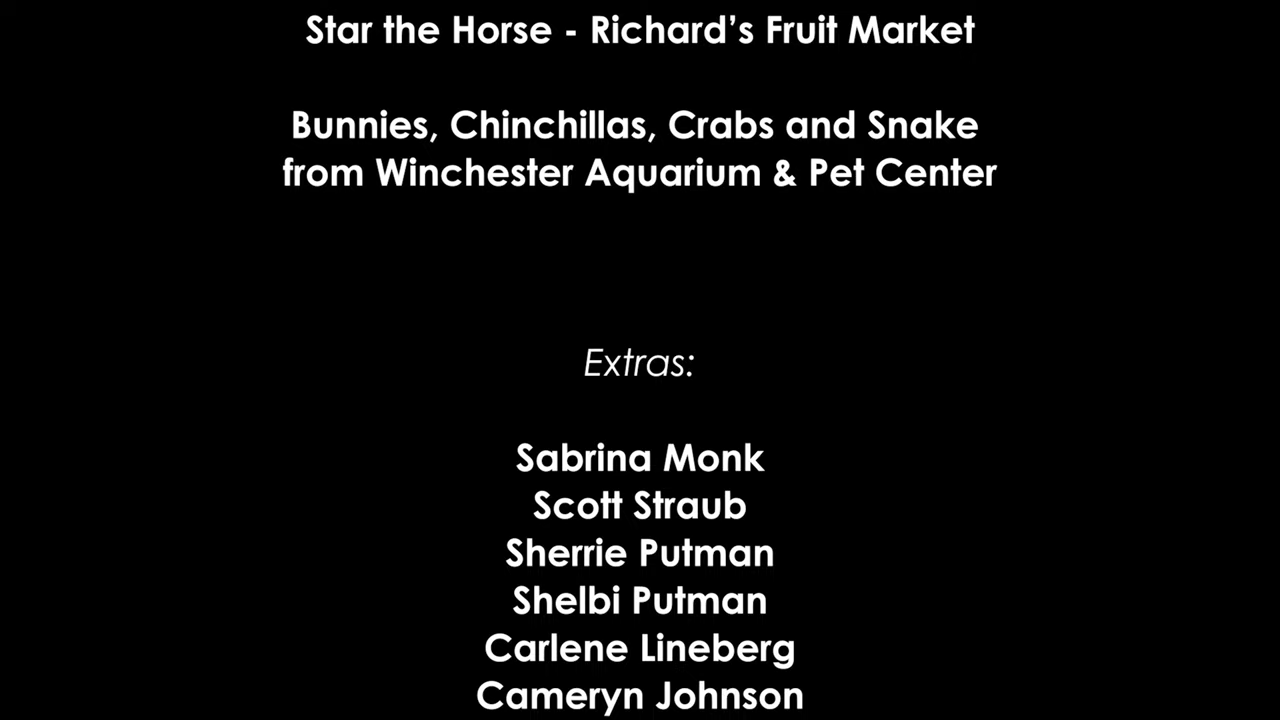 Star the Horse - Richard’s Fruit Market
Bunnies, Chinchillas, Crabs and Snake
from Winchester Aquarium & Pet Center
Extras:
Sabrina Monk
Scott Straub
Sherrie Putman
Shelbi Putman
Carlene Lineberg
Cameryn Johnson